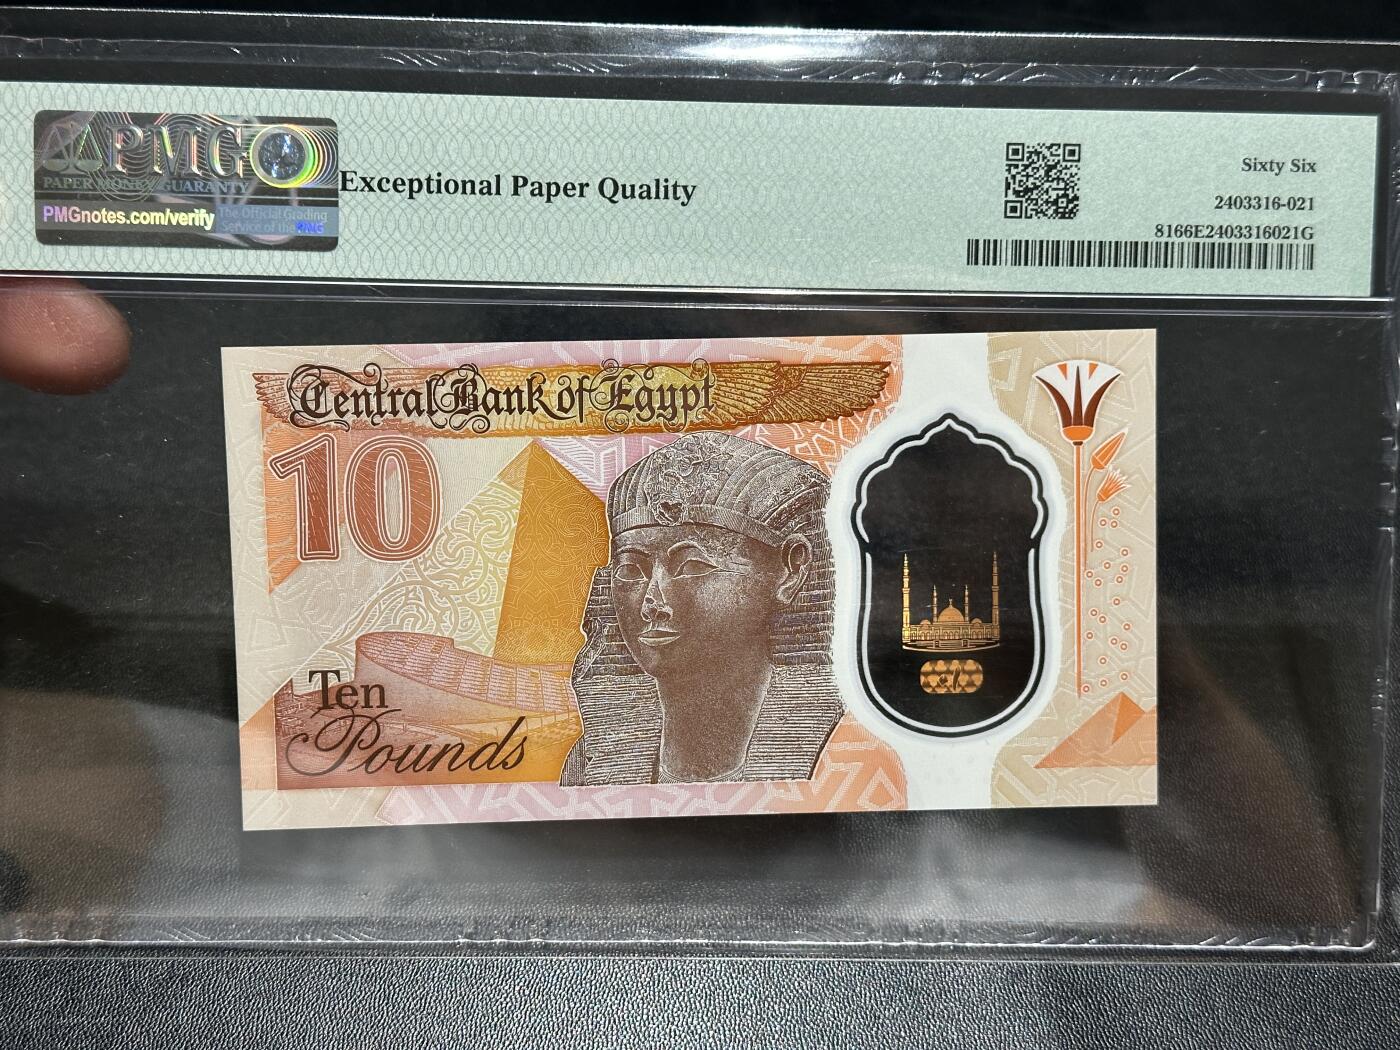 PMG
PAPER MONEY GUARANTY
PMGnotes.com/verify
The Official Grading
Service of the PNG
Exceptional Paper Quality
Sixty Six
2403316-021
8166E2403316021G
Central Bank of Egypt
10
Ten
Pounds